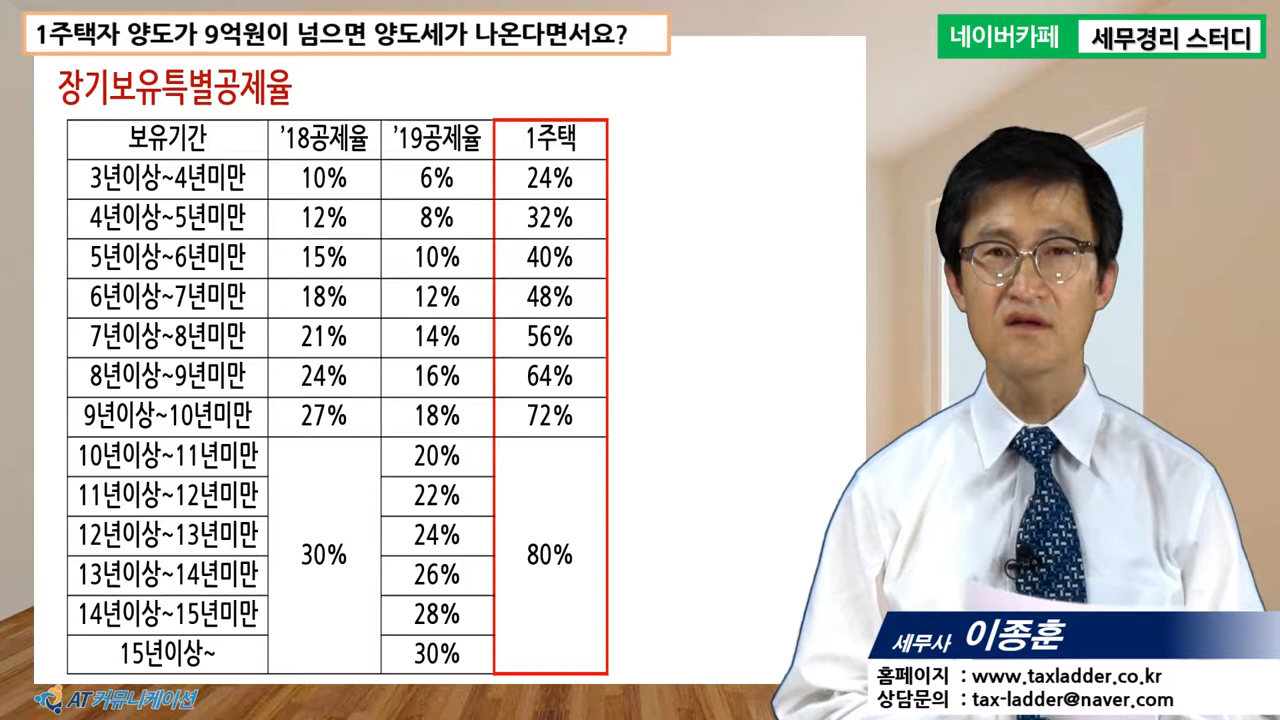 1주택자 양도가 9억원이 넘으면 양도세가 나온다면서요?
네이버카페 세무경리 스터디
장기보유특별공제율
보유기간 ’18공제율 ’19공제율 1주택
3년이상~4년미만 10% 6% 24%
4년이상~5년미만 12% 8% 32%
5년이상~6년미만 15% 10% 40%
6년이상~7년미만 18% 12% 48%
7년이상~8년미만 21% 14% 56%
8년이상~9년미만 24% 16% 64%
9년이상~10년미만 27% 18% 72%
10년이상~11년미만 20%
11년이상~12년미만 22%
12년이상~13년미만 24%
30% 80%
13년이상~14년미만 26%
14년이상~15년미만 28%
15년이상~ 30%
세무사 이종훈
홈페이지 : www.taxladder.co.kr
상담문의 : tax-ladder@naver.com
AT커뮤니케이션